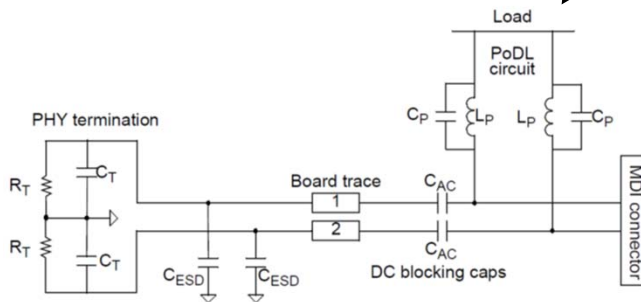 Load
PoDL
circuit
CP
LP
LP
CP
PHY termination
RT
CT
RT
CT
Board trace
1
2
CAC
CAC
DC blocking caps
CESD
CESD
MDI connector